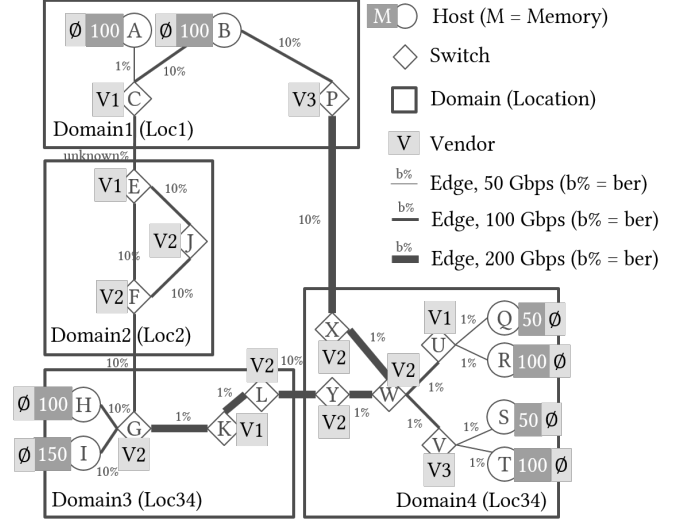 Ø 100 A
Ø 100 B
10%
1%
10%
V1 C
V3 P
Domain1 (Loc1)
unknown%
V1 E
10%
V2 J
10%
10%
V2 F
Domain2 (Loc2)
10%
10%
Ø 100 H
10%
Ø 150 I
10%
G
V2
1%
K V1
1%
V2
L
10%
Domain3 (Loc34)
X
V2
1%
Y
V2
1%
V2
W
1%
V1
U
1%
Q 50 Ø
1%
R 100 Ø
1%
V
V3
1%
S 50 Ø
1%
T 100 Ø
Domain4 (Loc34)
M Host (M = Memory)
Switch
Domain (Location)
V Vendor
b% Edge, 50 Gbps (b% = ber)
b% Edge, 100 Gbps (b% = ber)
b% Edge, 200 Gbps (b% = ber)